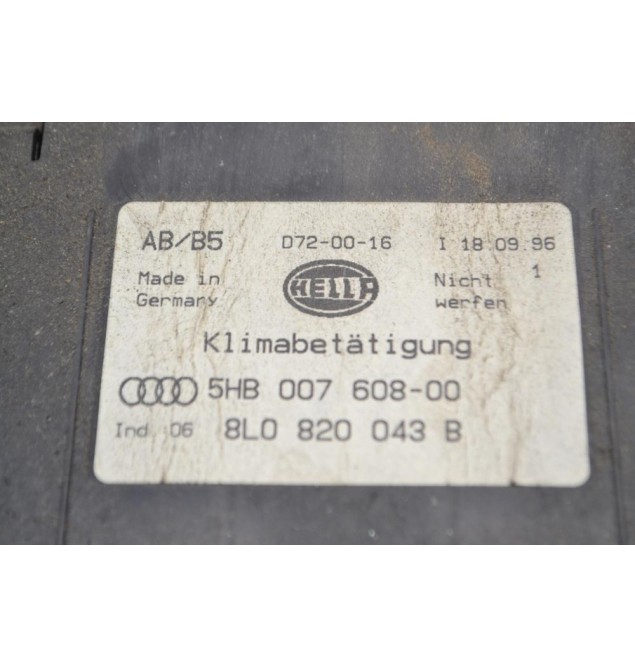 AB/B5 D72-00-16 I 18.09.96
Made in Germany HELLA Nicht 1 werfen
Klimabetätigung
5HB 007 608-00
Ind 06 8L0 820 043 B